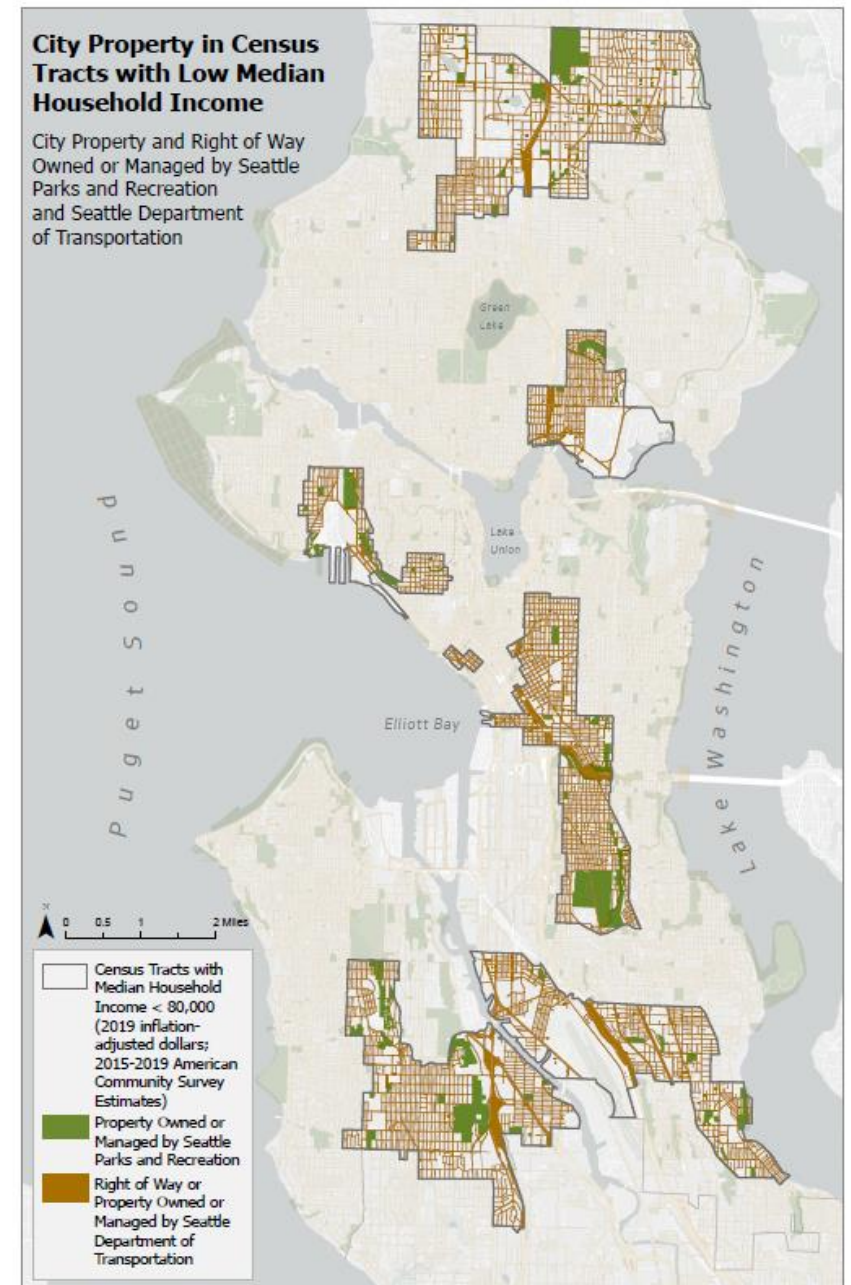 City Property in Census
Tracts with Low Median
Household Income
City Property and Right of Way
Owned or Managed by Seattle
Parks and Recreation
and Seattle Department
of Transportation
Green
Lake
Lake
Union
Puget Sound
Elliott Bay
Lake Washington
N
0 0.5 1 2 Miles
Census Tracts with
Median Household
Income < 80,000
(2019 inflation-
adjusted dollars;
2015-2019 American
Community Survey
Estimates)
Property Owned or
Managed by Seattle
Parks and Recreation
Right of Way or
Property Owned or
Managed by Seattle
Department of
Transportation